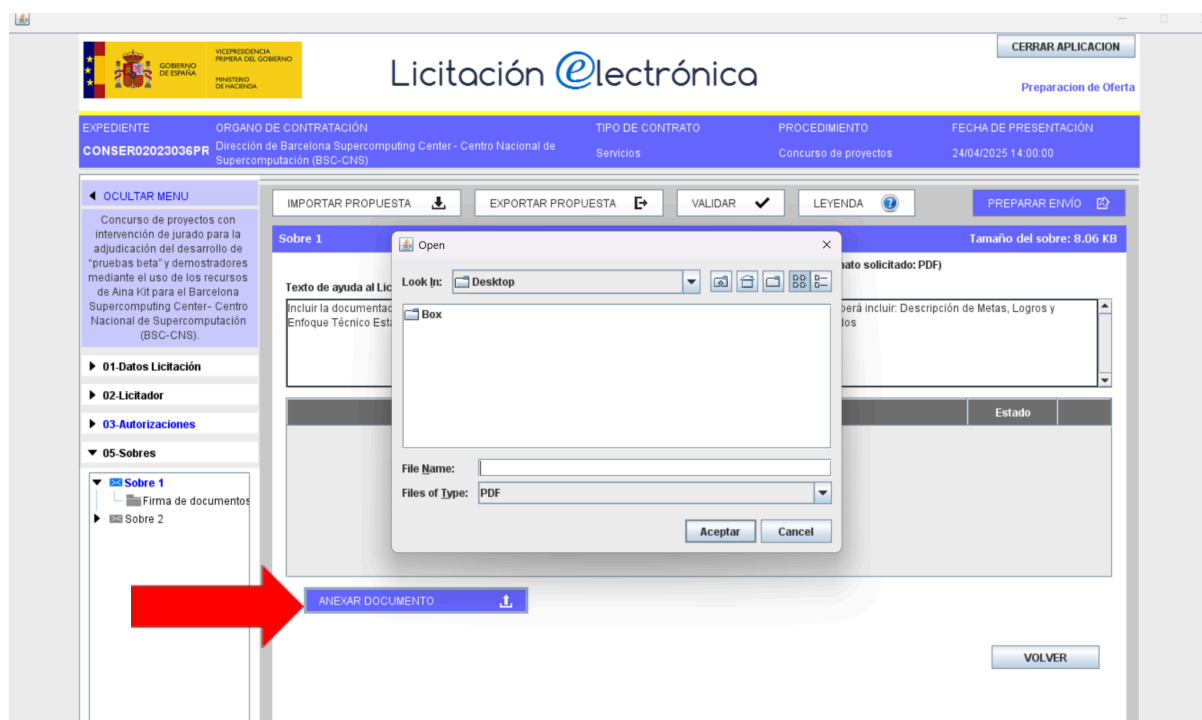 GOBIERNO
DE ESPAÑA
VICEPRESIDENCIA
PRIMERA DEL GOBIERNO
MINISTERIO
DE HACIENDA
Licitación electrónica
CERRAR APLICACION
Preparacion de Oferta
EXPEDIENTE
CONSER02023036PR
ORGANO DE CONTRATACIÓN
Dirección de Barcelona Supercomputing Center - Centro Nacional de
Supercomputación (BSC-CNS)
TIPO DE CONTRATO
Servicios
PROCEDIMIENTO
Concurso de proyectos
FECHA DE PRESENTACIÓN
24/04/2025 14:00:00
OCULTAR MENU
Concurso de proyectos con
intervención de jurado para la
adjudicación del desarrollo de
"pruebas beta" y demostradores
mediante el uso de los recursos
de Aina Kit para el Barcelona
Supercomputing Center- Centro
Nacional de Supercomputación
(BSC-CNS).
01-Datos Licitación
02-Licitador
03-Autorizaciones
05-Sobres
Sobre 1
Firma de documentos
Sobre 2
IMPORTAR PROPUESTA
EXPORTAR PROPUESTA
VALIDAR
LEYENDA
PREPARAR ENVÍO
Sobre 1
Tamaño del sobre: 8.06 KB
solicitado: PDF)
Texto de ayuda al
Incluir la
Enfoque Técnico
incluir: Descripción de Metas, Logros y
Estado
Open
Look In:
Desktop
Box
File Name:
Files of Type:
PDF
Aceptar
Cancel
ANEXAR DOCUMENTO
VOLVER